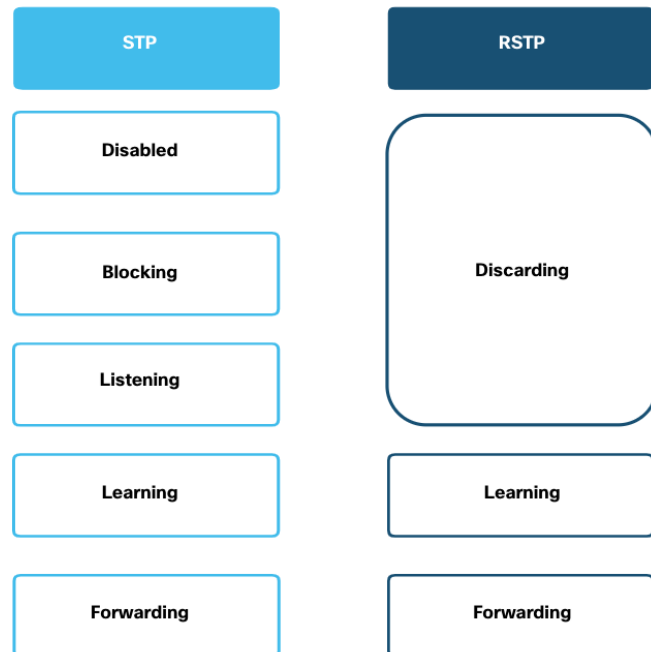 STP
RSTP
Disabled
Blocking
Discarding
Listening
Learning
Learning
Forwarding
Forwarding